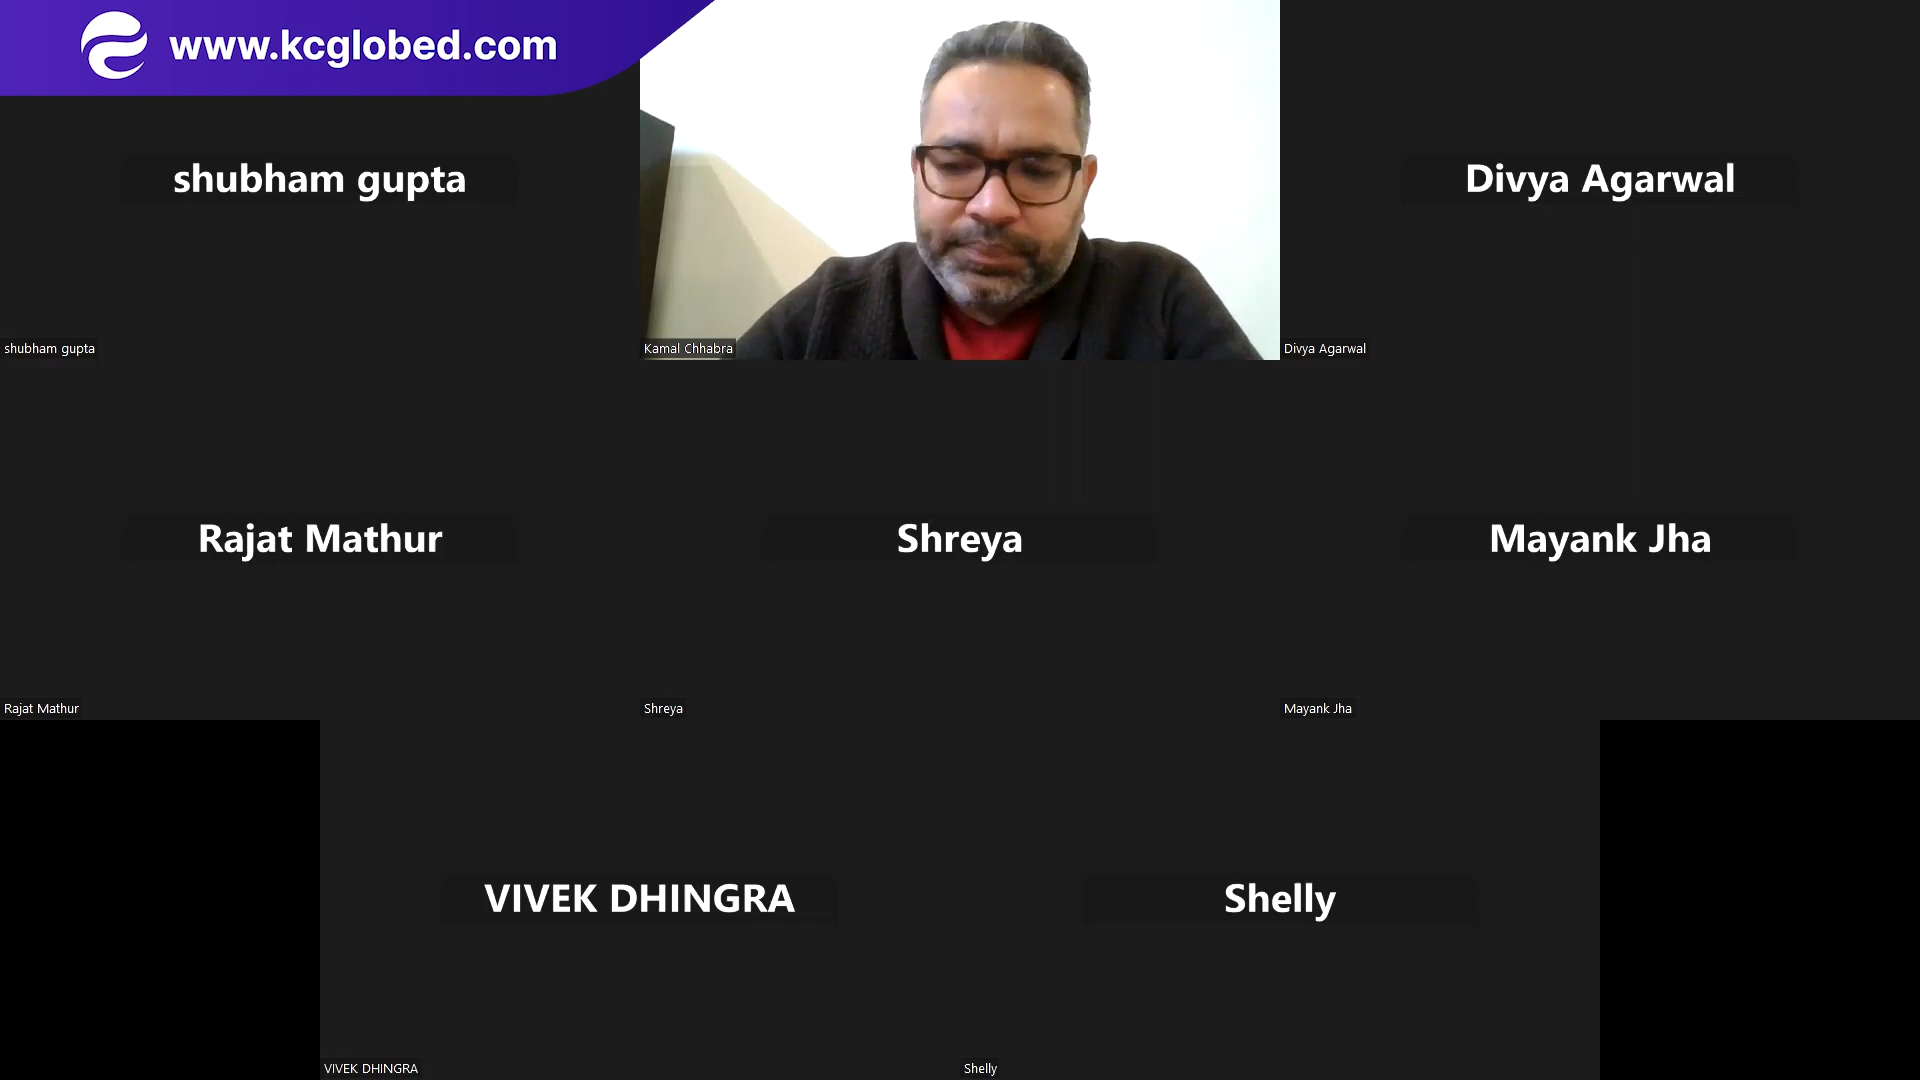 www.kcglobed.com
shubham gupta
Divya Agarwal
shubham gupta
Kamal Chhabra
Divya Agarwal
Rajat Mathur
Shreya
Mayank Jha
Rajat Mathur
Shreya
Mayank Jha
VIVEK DHINGRA
Shelly
VIVEK DHINGRA
Shelly